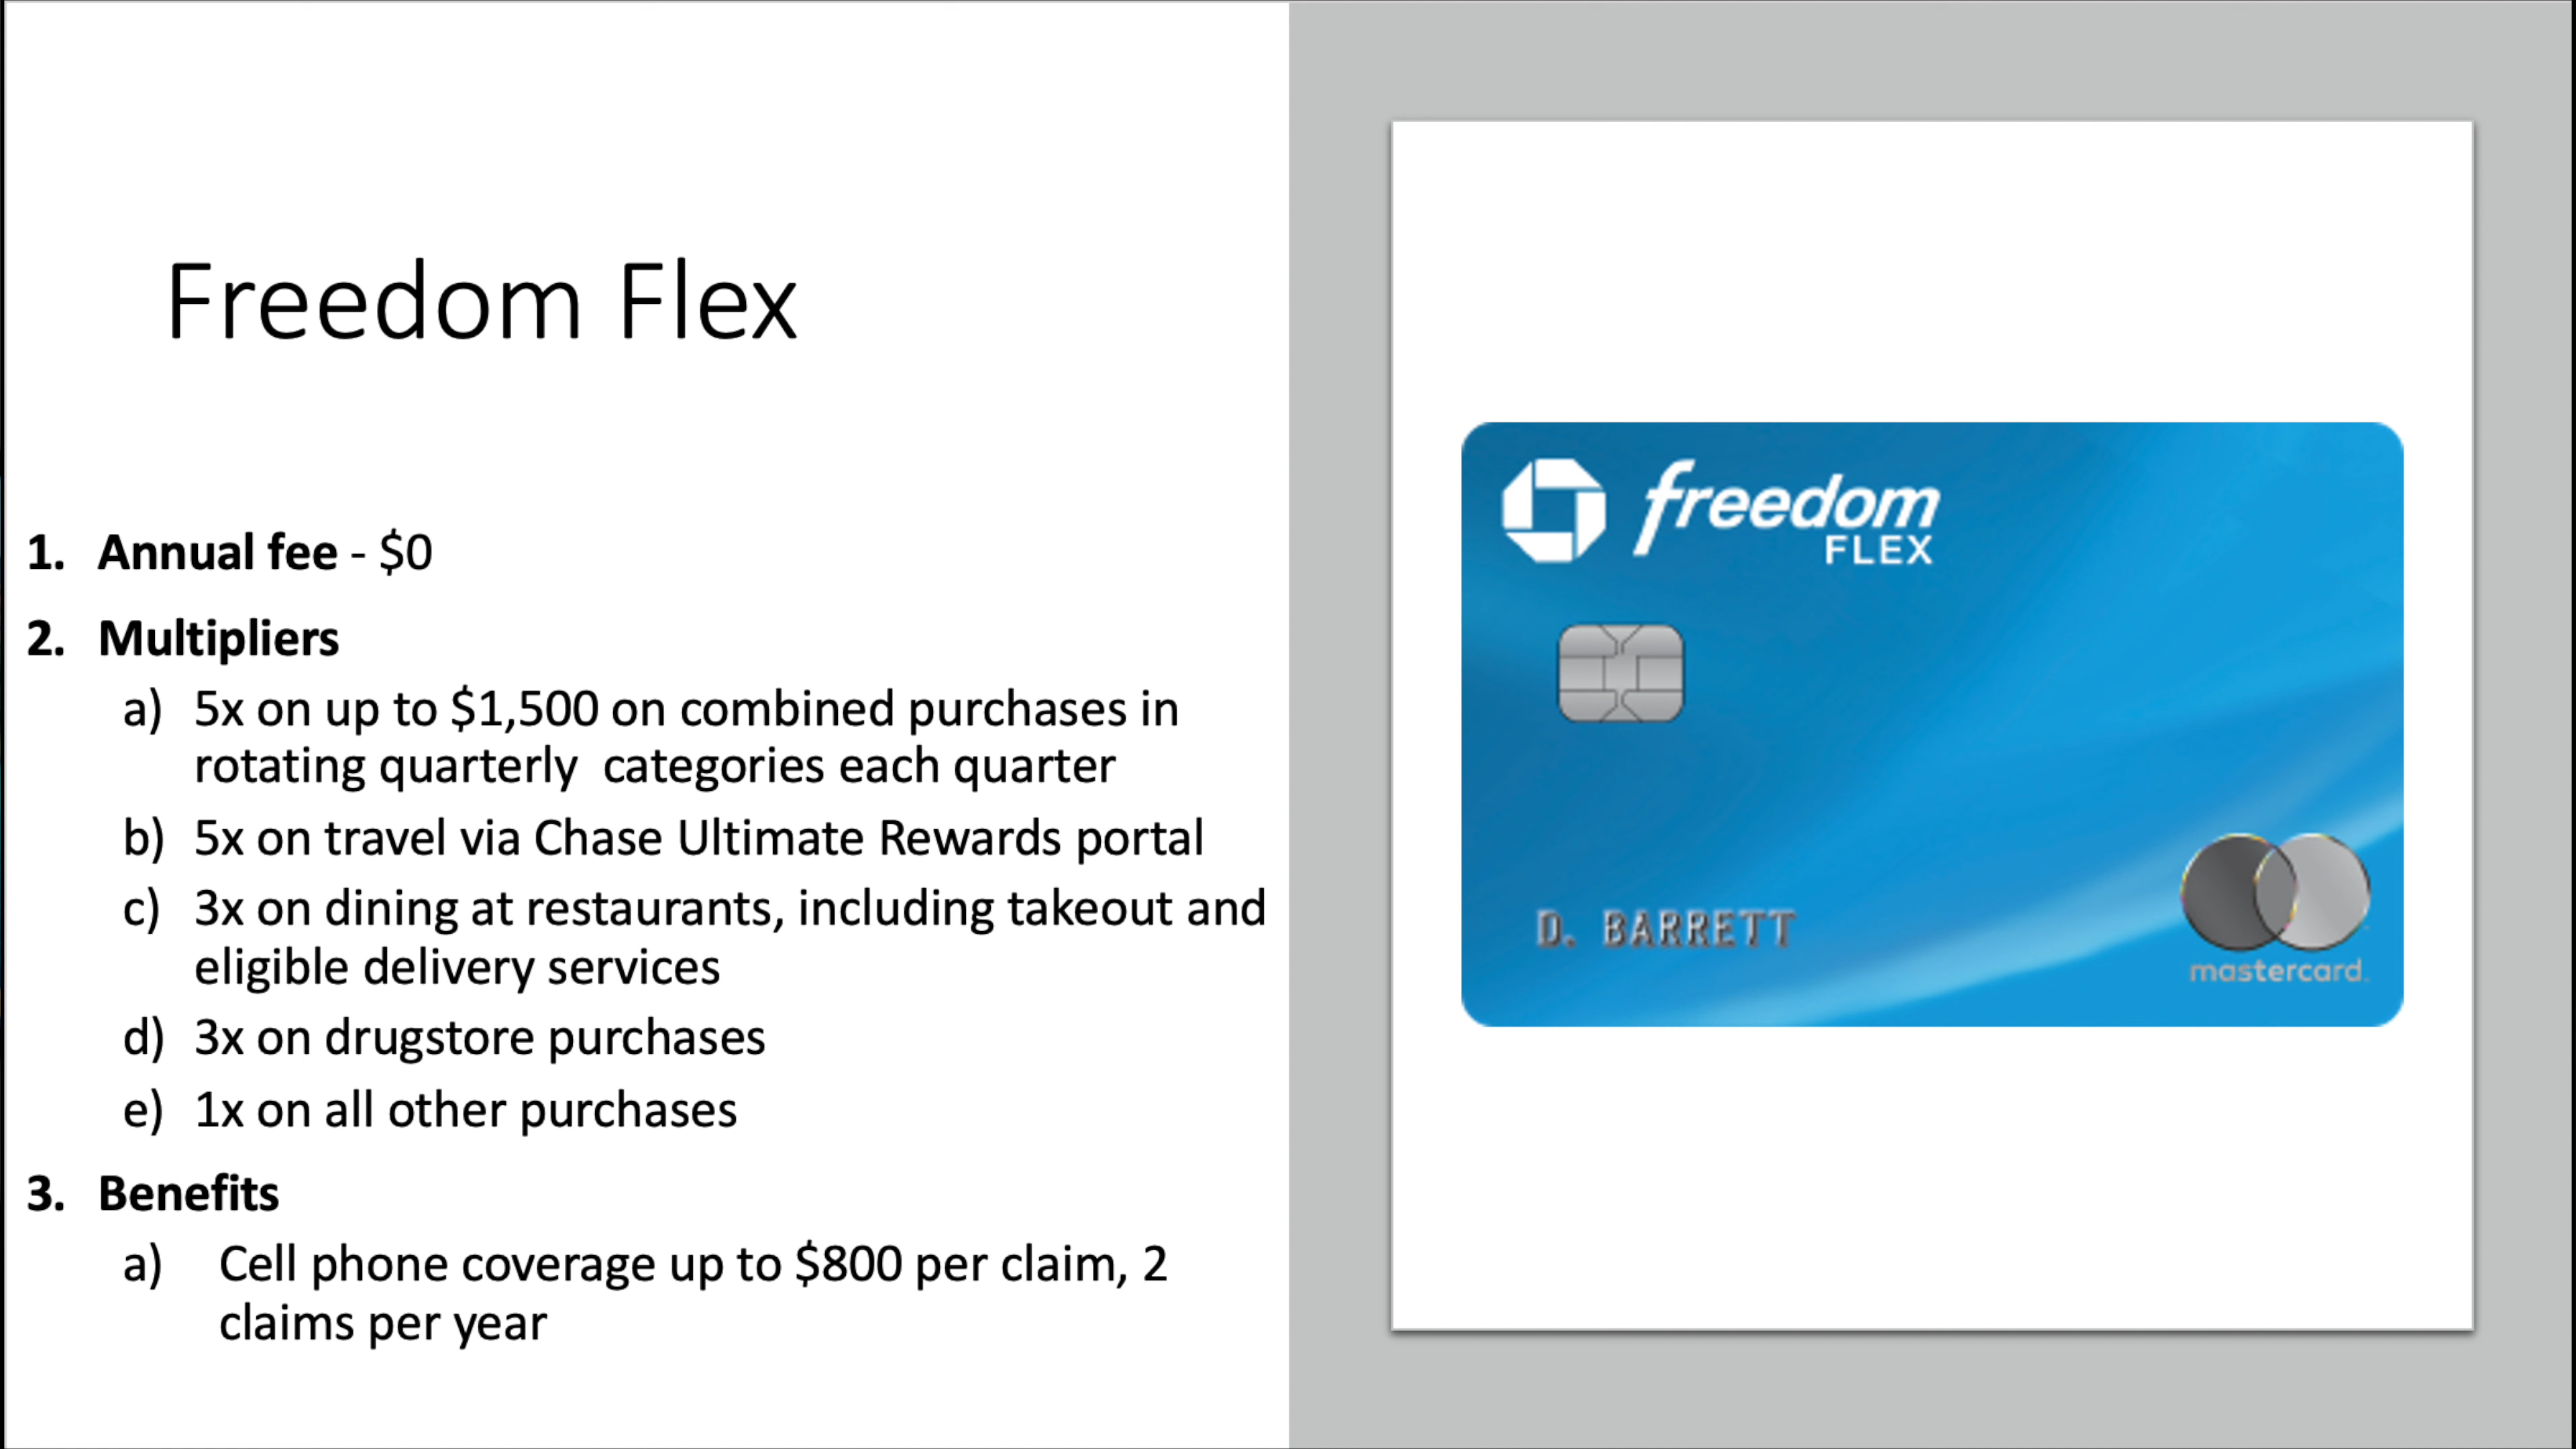 Freedom Flex
1. Annual fee - $0
2. Multipliers
a) 5x on up to $1,500 on combined purchases in
rotating quarterly  categories each quarter
b) 5x on travel via Chase Ultimate Rewards portal
c) 3x on dining at restaurants, including takeout and
eligible delivery services
d) 3x on drugstore purchases
e) 1x on all other purchases
3. Benefits
a) Cell phone coverage up to $800 per claim, 2
claims per year
freedom
FLEX
D. BARRETT
mastercard.